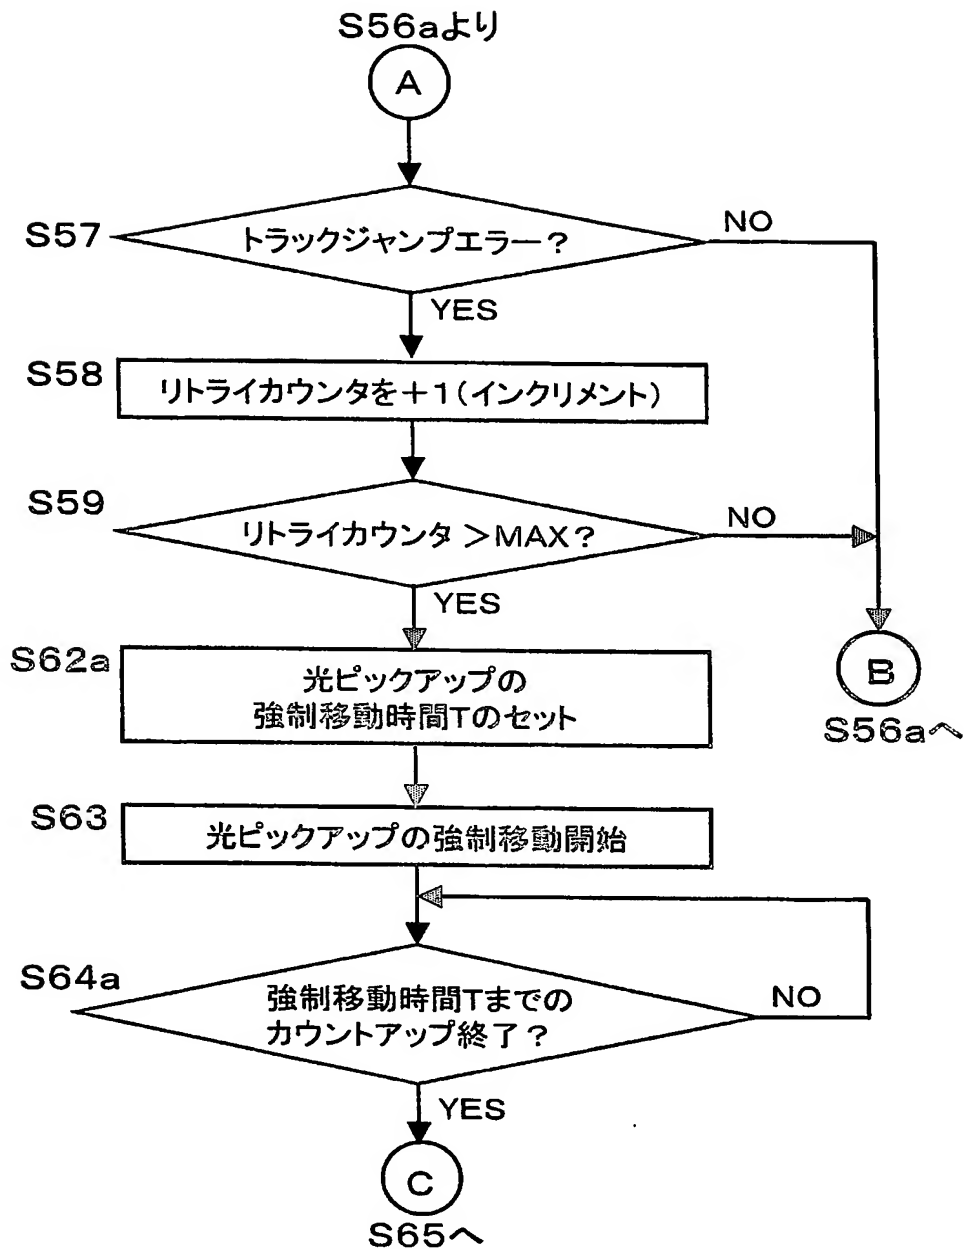 S56aより
A
S57
トラックジャンプエラー？
NO
YES
S58
リトライカウンタを＋1（インクリメント）
S59
リトライカウンタ＞MAX？
NO
YES
S62a
光ピックアップの
強制移動時間Tのセット
B
S56aへ
S63
光ピックアップの強制移動開始
S64a
強制移動時間Tまでの
カウントアップ終了？
NO
YES
C
S65へ